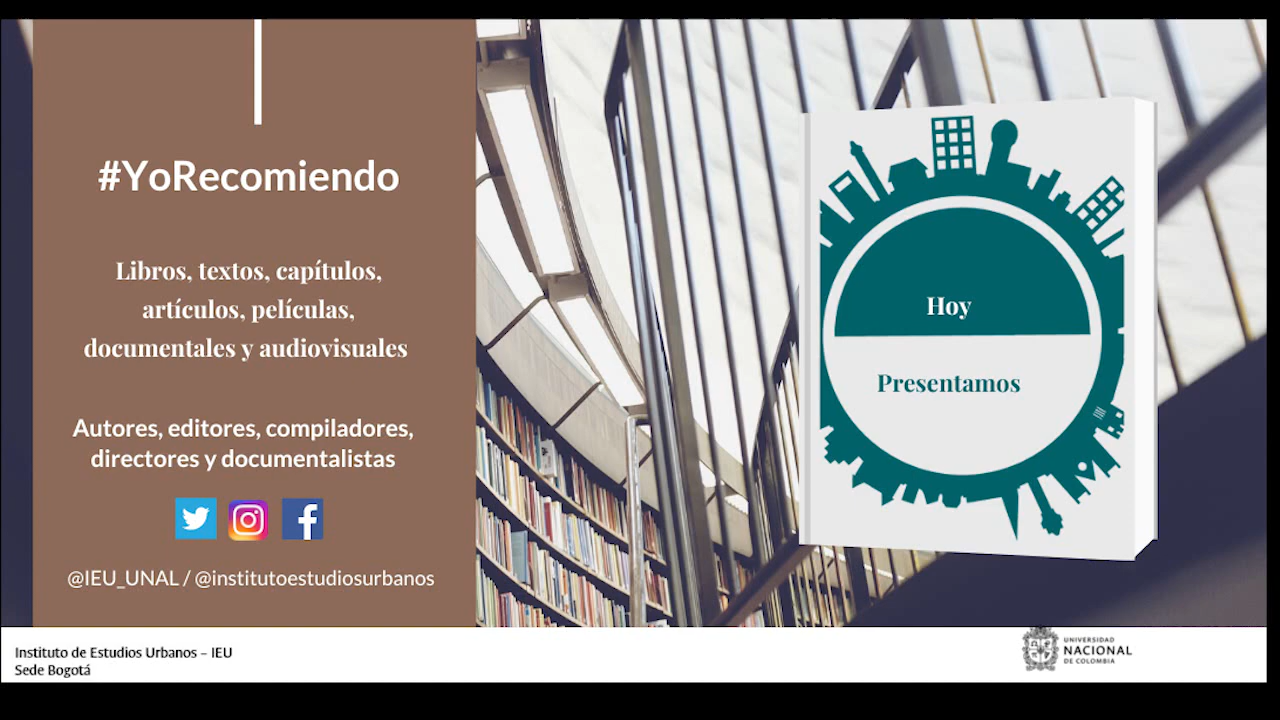 #YoRecomiendo
Libros, textos, capítulos,
artículos, películas,
documentales y audiovisuales
Autores, editores, compiladores,
directores y documentalistas
@IEU_UNAL / @institutoestudiosurbanos
Hoy
Presentamos
Instituto de Estudios Urbanos – IEU
Sede Bogotá
UNIVERSIDAD
NACIONAL
DE COLOMBIA